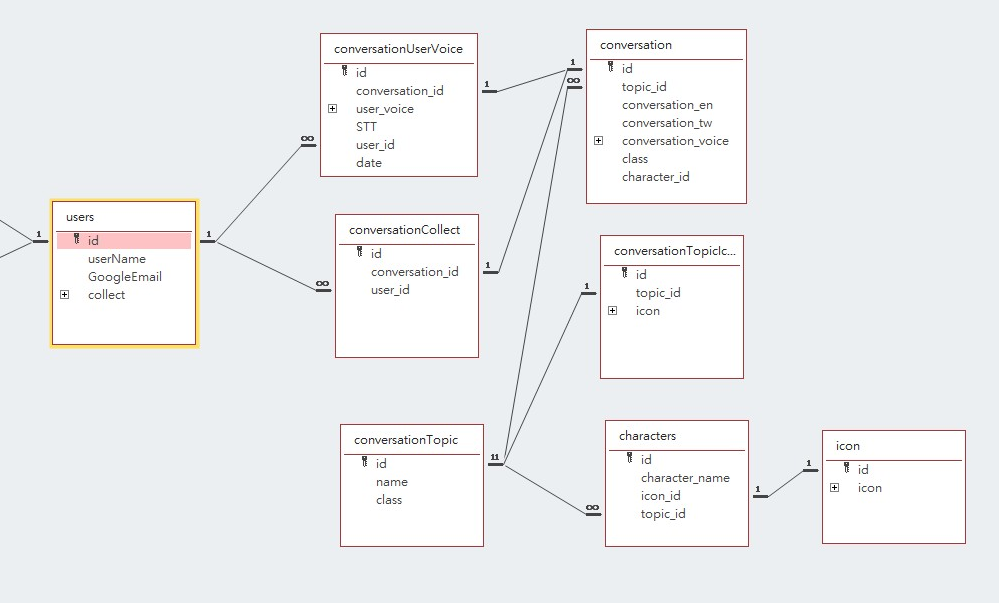 conversationUserVoice
id
conversation_id
user_voice
STT
user_id
date
conversation
id
topic_id
conversation_en
conversation_tw
conversation_voice
class
character_id
users
id
userName
GoogleEmail
collect
conversationCollect
id
conversation_id
user_id
conversationTopicIc...
id
topic_id
icon
conversationTopic
id
name
class
characters
id
character_name
icon_id
topic_id
icon
id
icon
1
1
∞
∞
1
1
∞
1
1
11
∞
1
1